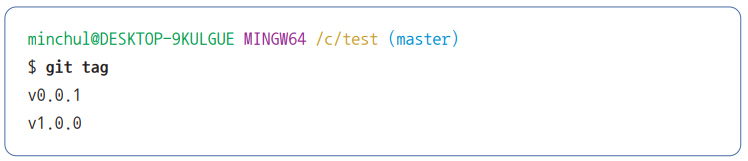 minchul@DESKTOP-9KULGUE MINGW64 /c/test (master)
$ git tag
v0.0.1
v1.0.0